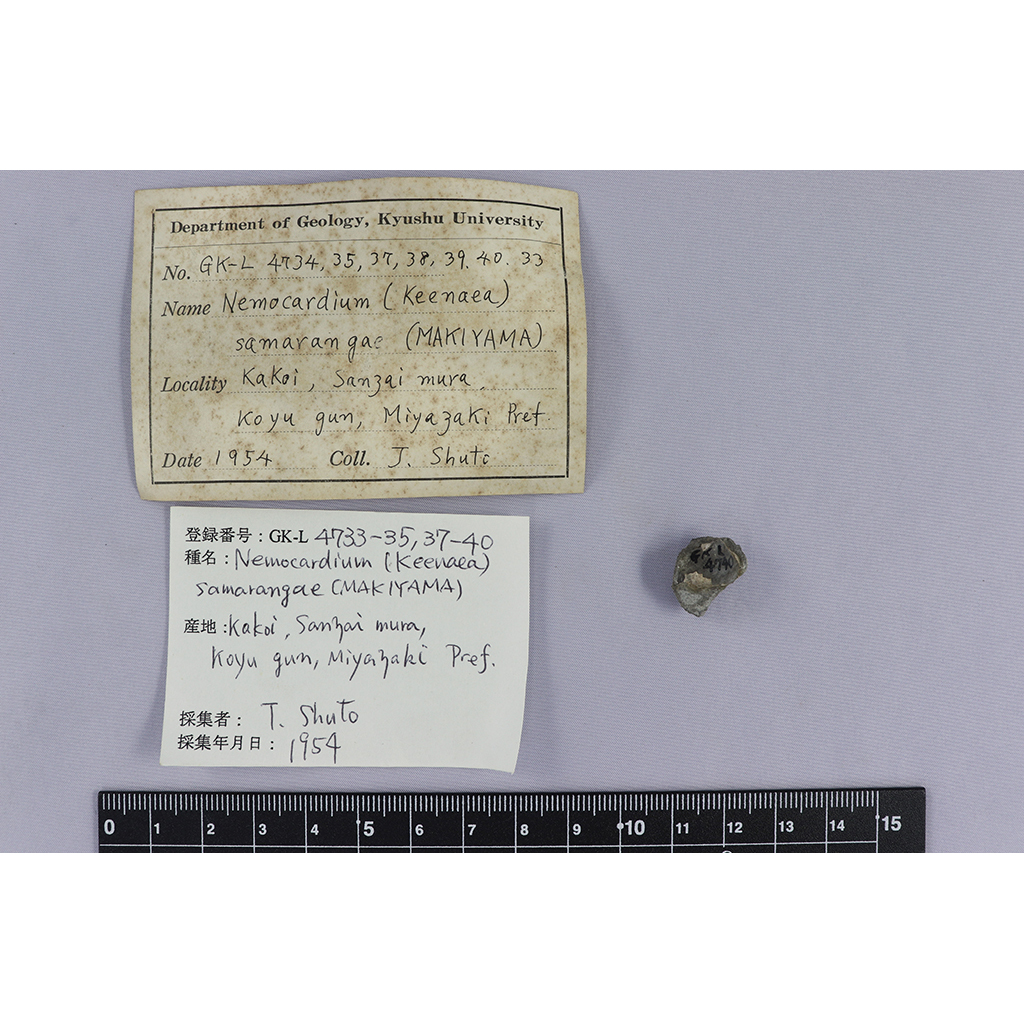 Department of Geology, Kyushu University
No. GK-L 4734, 35, 37, 38, 39. 40. 33
Name Nemocardium (Keenaea)
samarangae (MAKIYAMA)
Locality Kakoi, Sanzai mura,
Koyu gun, Miyazaki Pref.
Date 1954 Coll. T. Shuto
登録番号：GK-L 4733-35, 37-40
種名：Nemocardium (Keenaea)
samarangae (MAKIYAMA)
産地：Kakoi, Sanzai mura,
Koyu gun, Miyazaki Pref.
採集者： T. Shuto
採集年月日： 1954
GK-L
4740
0 1 2 3 4 5 6 7 8 9 10 11 12 13 14 15